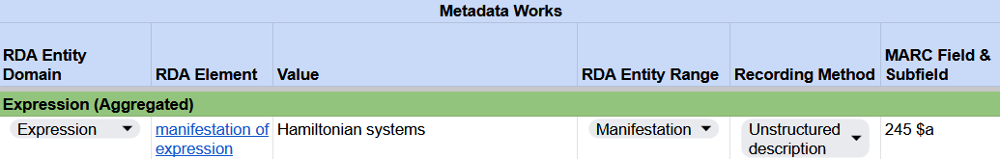 Metadata Works
RDA Entity
Domain
RDA Element
Value
RDA Entity Range
Recording Method
MARC Field &
Subfield
Expression (Aggregated)
Expression
manifestation of
expression
Hamiltonian systems
Manifestation
Unstructured
description
245 $a